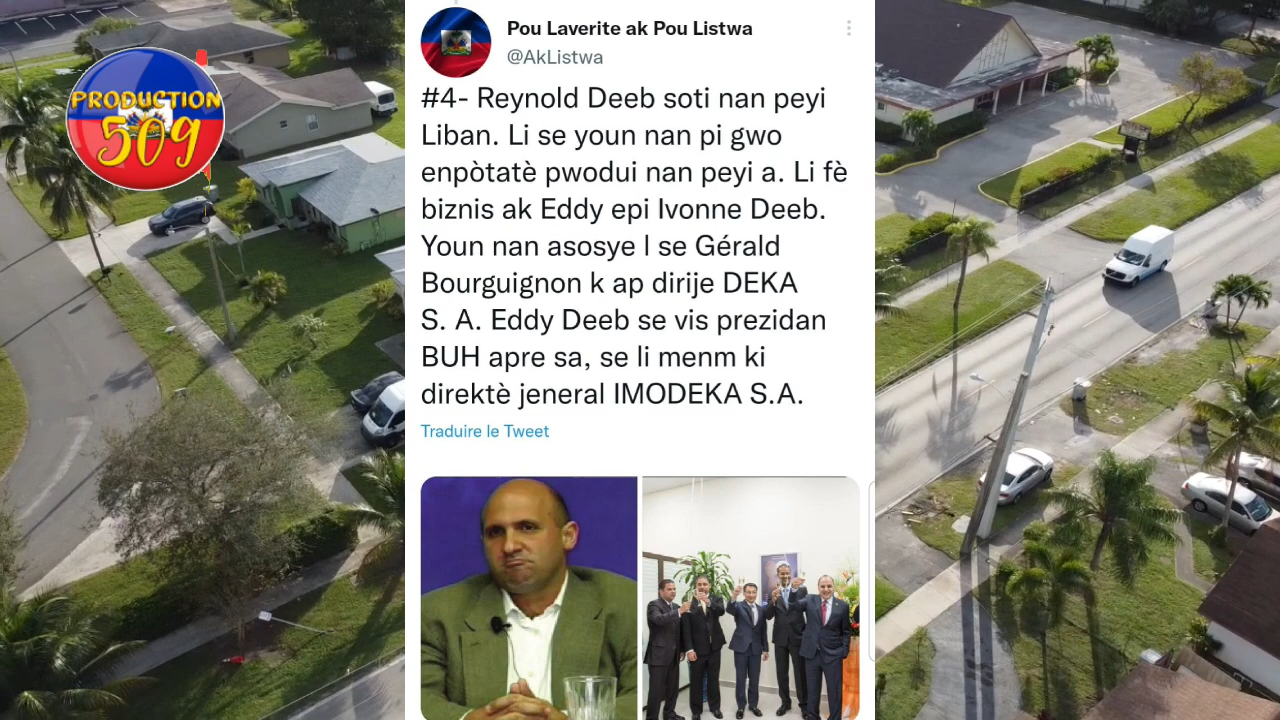 PRODUCTION
509
Pou Laverite ak Pou Listwa
@AkListwa
#4- Reynold Deeb soti nan peyi
Liban. Li se youn nan pi gwo
enpòtatè pwodui nan peyi a. Li fè
biznis ak Eddy epi Ivonne Deeb.
Youn nan asosye l se Gérald
Bourguignon k ap dirije DEKA
S. A. Eddy Deeb se vis prezidan
BUH apre sa, se li menm ki
direktè jeneral IMODEKA S.A.
Traduire le Tweet